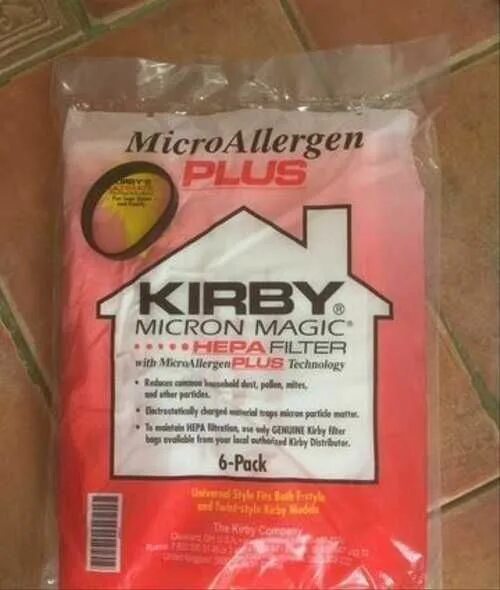 MicroAllergen
PLUS
KIRBY®
MICRON MAGIC®
HEPA FILTER
with MicroAllergen PLUS Technology
• Reduces common household dust, pollen, mites,
and other particles.
• Electrostatically charged material traps micron particle matter.
• To maintain HEPA filtration, use only GENUINE Kirby filter
bags available from your local authorized Kirby Distributor.
6-Pack
Universal Style Fits Both F-style
and Twist-style Kirby Models
The Kirby Company